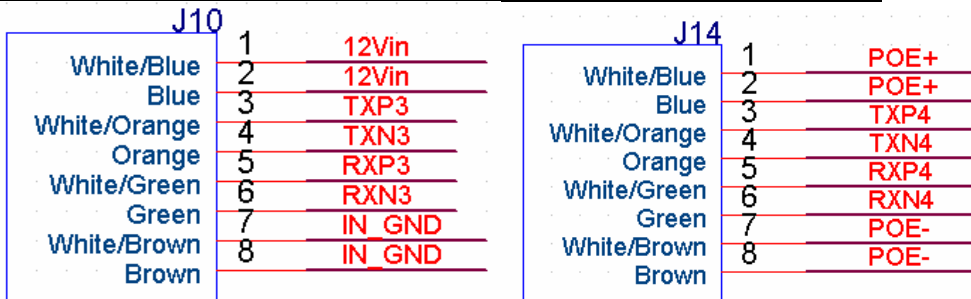 J10
1 12Vin
White/Blue
2 12Vin
Blue
3 TXP3
White/Orange
4 TXN3
Orange
5 RXP3
White/Green
6 RXN3
Green
7 IN_GND
White/Brown
8 IN_GND
Brown
J14
1 POE+
White/Blue
2 POE+
Blue
3 TXP4
White/Orange
4 TXN4
Orange
5 RXP4
White/Green
6 RXN4
Green
7 POE-
White/Brown
8 POE-
Brown